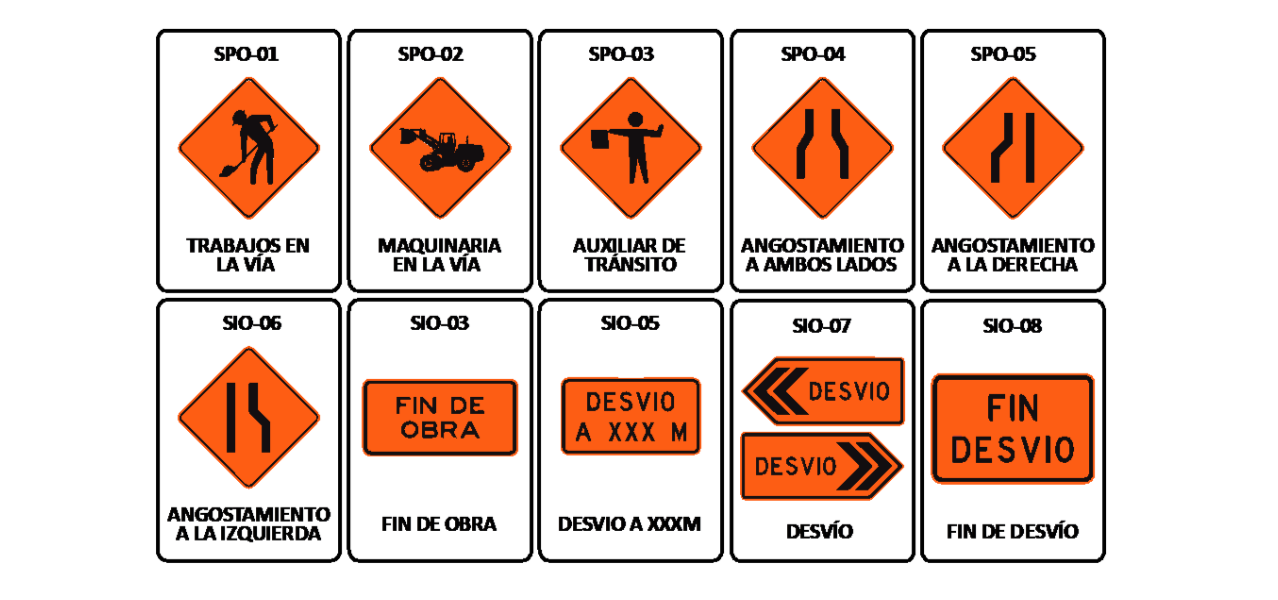 SPO-01
TRABAJOS EN
LA VÍA
SPO-02
MAQUINARIA
EN LA VÍA
SPO-03
AUXILIAR DE
TRÁNSITO
SPO-04
ANGOSTAMIENTO
A AMBOS LADOS
SPO-05
ANGOSTAMIENTO
A LA DERECHA
SIO-06
ANGOSTAMIENTO
A LA IZQUIERDA
SIO-03
FIN DE
OBRA
FIN DE OBRA
SIO-05
DESVIO
A XXX M
DESVIO A XXXM
SIO-07
DESVIO
DESVIO
DESVÍO
SIO-08
FIN
DESVIO
FIN DE DESVÍO